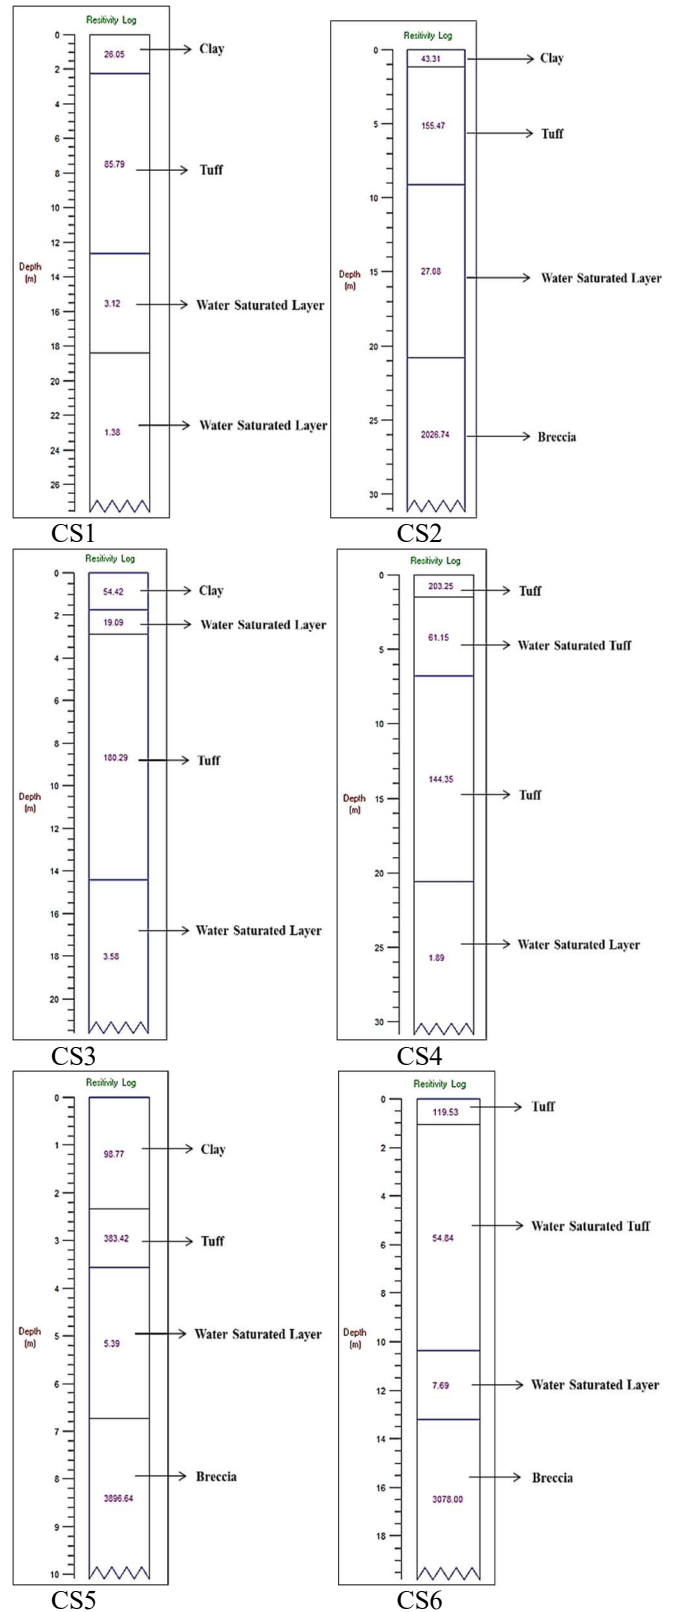 Resitivity Log
0
2
4
6
8
10
12
14
16
18
20
22
24
26
Depth
(m)
26.05
Clay
85.79
Tuff
3.12
Water Saturated Layer
1.38
Water Saturated Layer
CS1
Resitivity Log
0
5
10
15
20
25
30
Depth
(m)
43.31
Clay
155.47
Tuff
27.08
Water Saturated Layer
2026.74
Breccia
CS2
Resitivity Log
0
2
4
6
8
10
12
14
16
18
20
Depth
(m)
54.42
Clay
19.09
Water Saturated Layer
180.29
Tuff
3.58
Water Saturated Layer
CS3
Resitivity Log
0
5
10
15
20
25
30
Depth
(m)
203.25
Tuff
61.15
Water Saturated Tuff
144.35
Tuff
1.89
Water Saturated Layer
CS4
Resitivity Log
0
1
2
3
4
5
6
7
8
9
10
Depth
(m)
98.77
Clay
383.42
Tuff
5.39
Water Saturated Layer
3896.64
Breccia
CS5
Resitivity Log
0
2
4
6
8
10
12
14
16
18
Depth
(m)
119.53
Tuff
54.84
Water Saturated Tuff
7.69
Water Saturated Layer
3078.00
Breccia
CS6